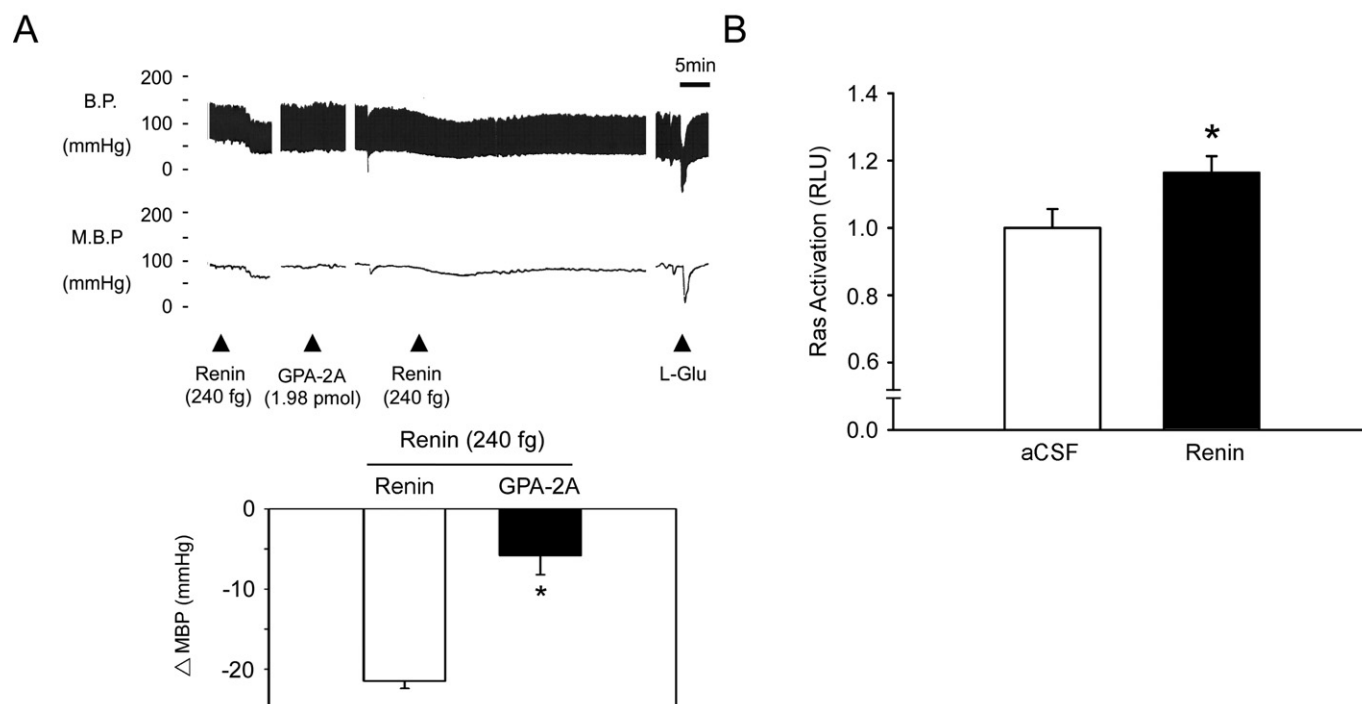 A
B
5min
200
B.P.
100
(mmHg)
0
200
M.B.P
100
(mmHg)
0
Renin
(240 fg)
GPA-2A
(1.98 pmol)
Renin
(240 fg)
L-Glu
Renin (240 fg)
Renin
GPA-2A
0
-10
-20
△ MBP (mmHg)
*
Ras Activation (RLU)
1.4
1.2
1.0
0.8
0.6
0.0
*
aCSF
Renin